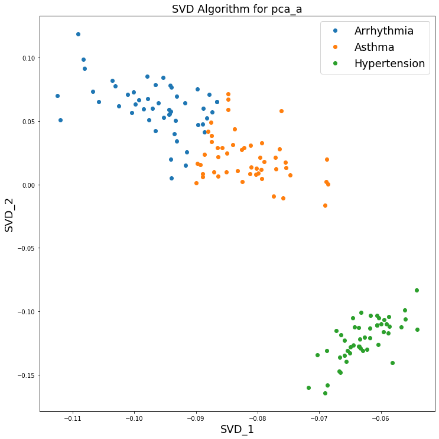 SVD Algorithm for pca_a
Arrhythmia
Asthma
Hypertension
SVD_2
0.10
0.05
0.00
−0.05
−0.10
−0.15
−0.11
−0.10
−0.09
−0.08
−0.07
−0.06
SVD_1